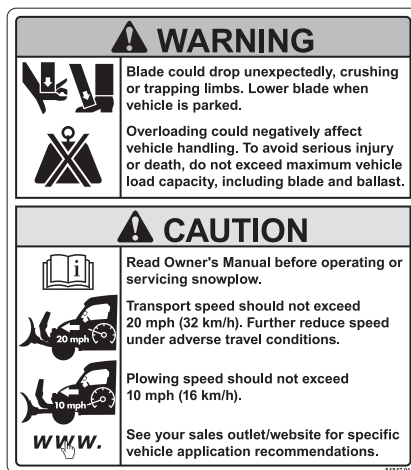 WARNING
Blade could drop unexpectedly, crushing
or trapping limbs. Lower blade when
vehicle is parked.
Overloading could negatively affect
vehicle handling. To avoid serious injury
or death, do not exceed maximum vehicle
load capacity, including blade and ballast.
CAUTION
Read Owner's Manual before operating or
servicing snowplow.
Transport speed should not exceed
20 mph (32 km/h). Further reduce speed
under adverse travel conditions.
20 mph
Plowing speed should not exceed
10 mph (16 km/h).
10 mph
www.
See your sales outlet/website for specific
vehicle application recommendations.